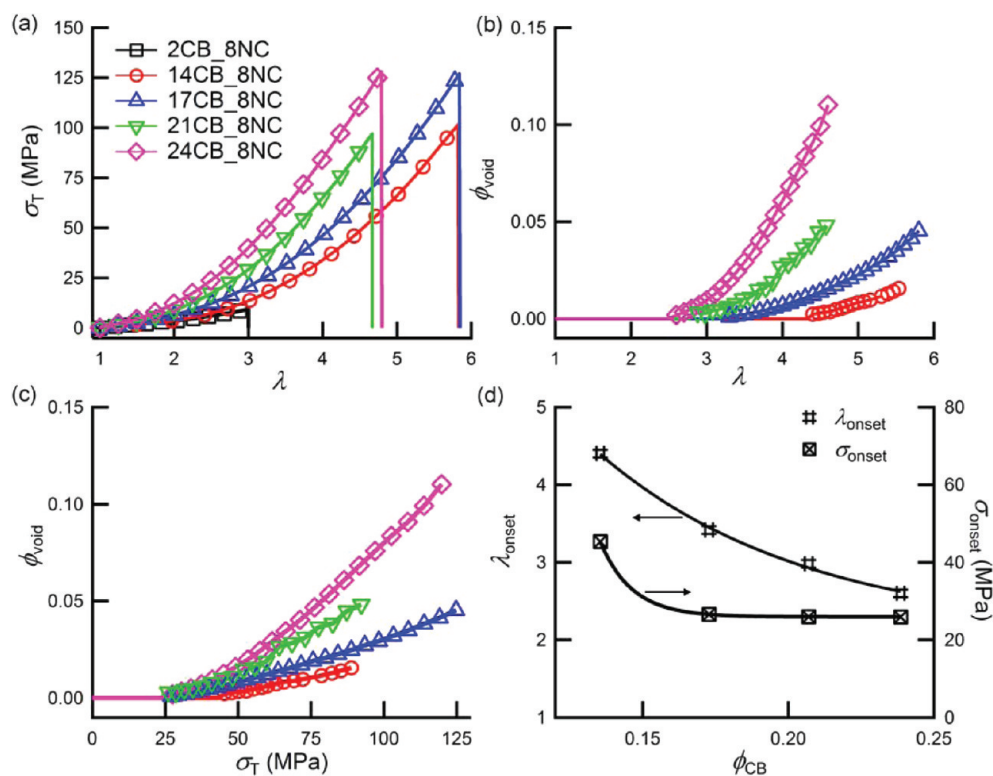 (a)
150
125
100
75
50
25
0
σT (MPa)
1
2
3
4
5
6
λ
2CB_8NC
14CB_8NC
17CB_8NC
21CB_8NC
24CB_8NC
(b)
0.15
0.10
0.05
0.00
ϕvoid
1
2
3
4
5
6
λ
(c)
0.15
0.10
0.05
0.00
ϕvoid
0
25
50
75
100
125
σT (MPa)
(d)
5
4
3
2
1
λonset
λonset
σonset
80
60
40
20
0
σonset (MPa)
0.15
0.20
0.25
ϕCB